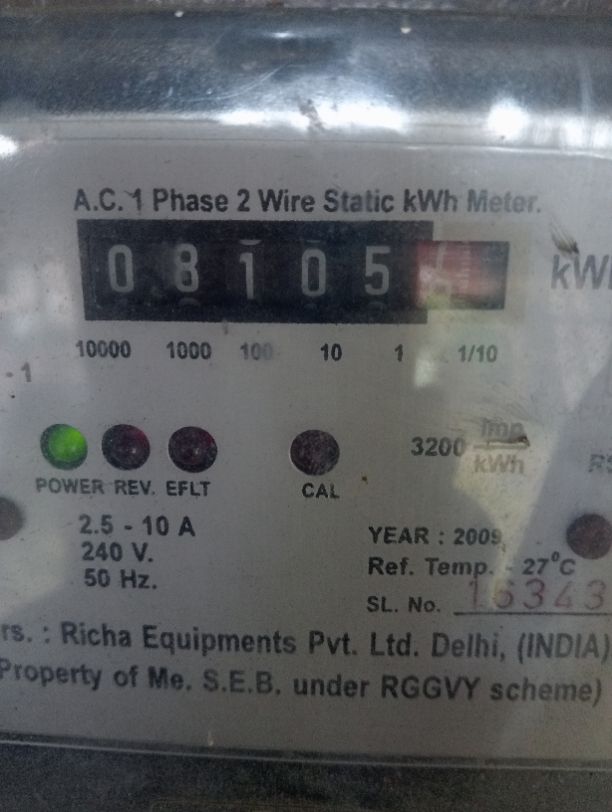 A.C. 1 Phase 2 Wire Static kWh Meter.
0 8 1 0 5
kWh
10000 1000 100 10 1 1/10
- 1
3200 Imp
kWh
POWER REV. EFLT CAL
2.5 - 10 A
240 V.
50 Hz.
YEAR : 2009
Ref. Temp. - 27°C
SL. No. 16343
rs. : Richa Equipments Pvt. Ltd. Delhi, (INDIA)
Property of Me. S.E.B. under RGGVY scheme)